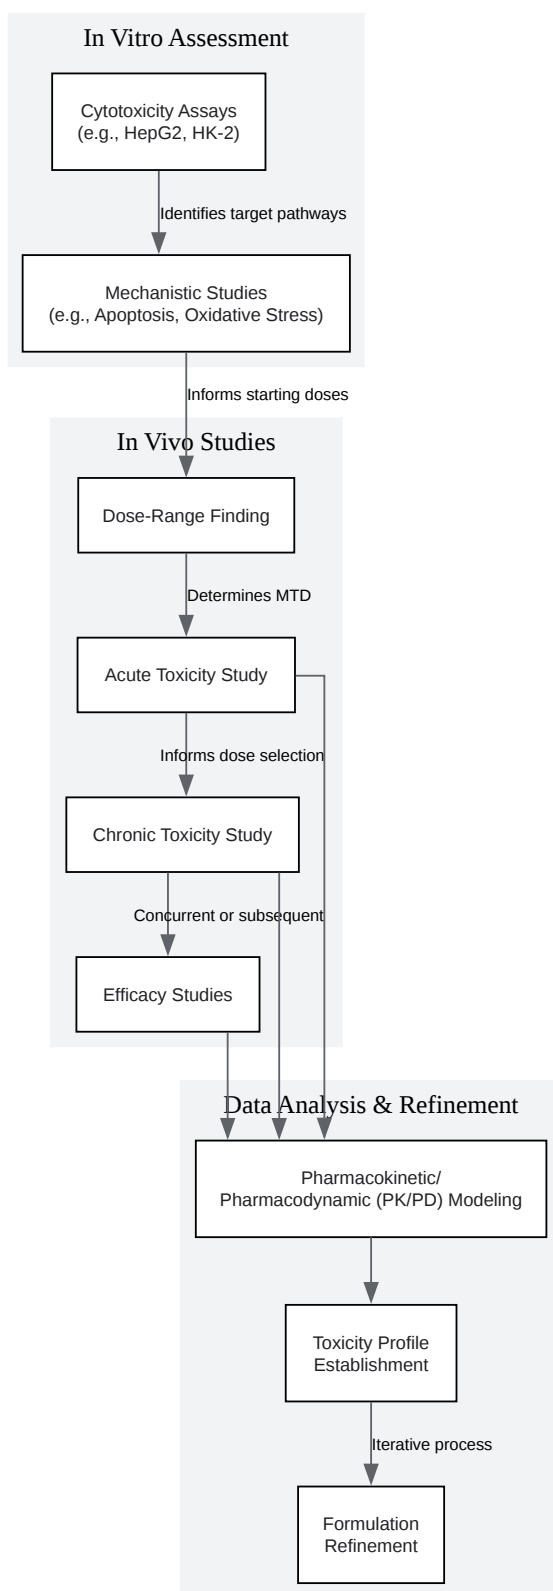 In Vitro Assessment
Cytotoxicity Assays
(e.g., HepG2, HK-2)
Identifies target pathways
Mechanistic Studies
(e.g., Apoptosis, Oxidative Stress)
Informs starting doses
In Vivo Studies
Dose-Range Finding
Determines MTD
Acute Toxicity Study
Informs dose selection
Chronic Toxicity Study
Concurrent or subsequent
Efficacy Studies
Data Analysis & Refinement
Pharmacokinetic/
Pharmacodynamic (PK/PD) Modeling
Toxicity Profile
Establishment
Iterative process
Formulation
Refinement